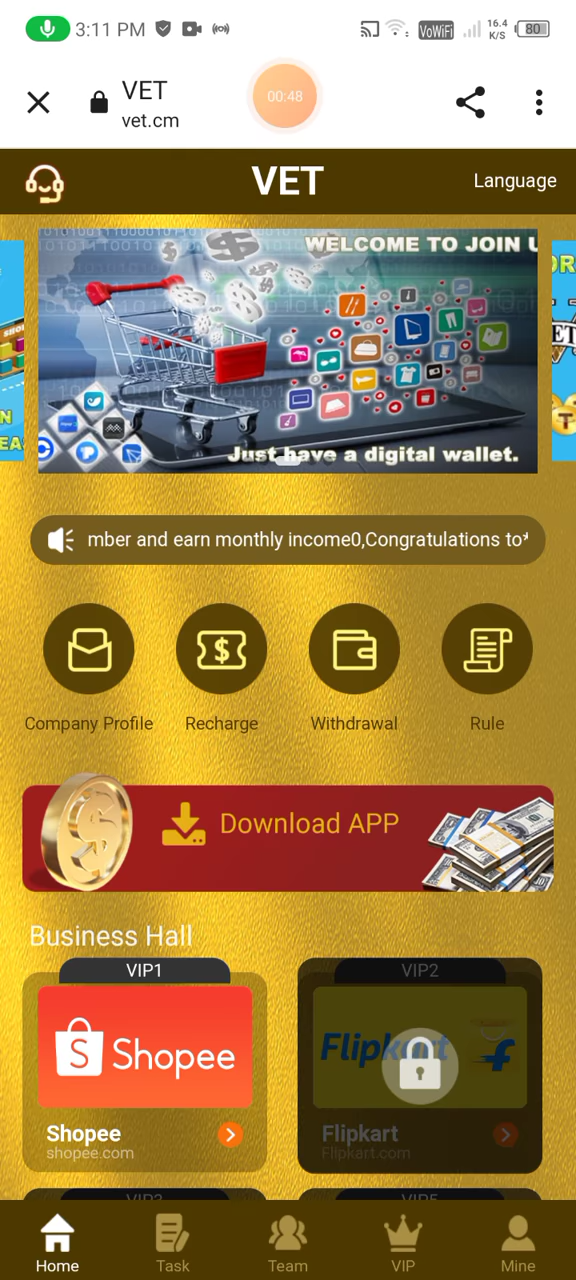 3:11 PM
VoWiFi
16.4
K/S
80
VET
vet.cm
00:48
VET
Language
WELCOME TO JOIN U
Just have a digital wallet.
mber and earn monthly income0,Congratulations to*
Company Profile
Recharge
Withdrawal
Rule
Download APP
Business Hall
VIP1
VIP2
Shopee
Flipkart
Shopee
shopee.com
Flipkart
Flipkart.com
Home
Task
Team
VIP
Mine